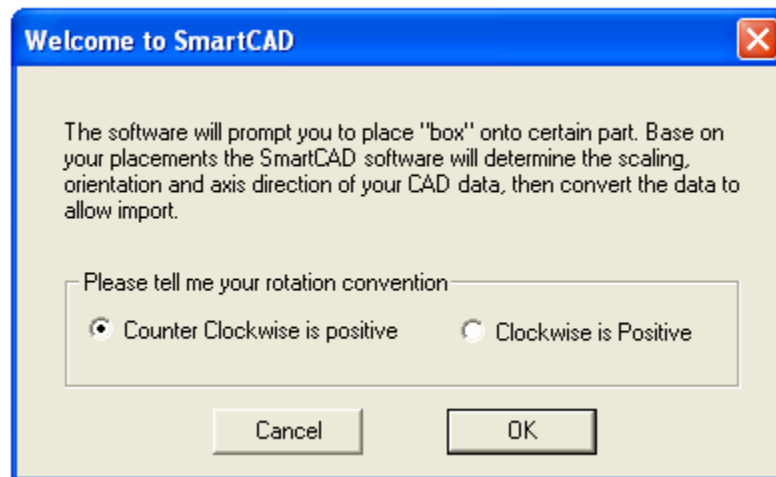 Welcome to SmartCAD
The software will prompt you to place "box" onto certain part. Base on
your placements the SmartCAD software will determine the scaling,
orientation and axis direction of your CAD data, then convert the data to
allow import.
Please tell me your rotation convention
Counter Clockwise is positive
Clockwise is Positive
Cancel
OK